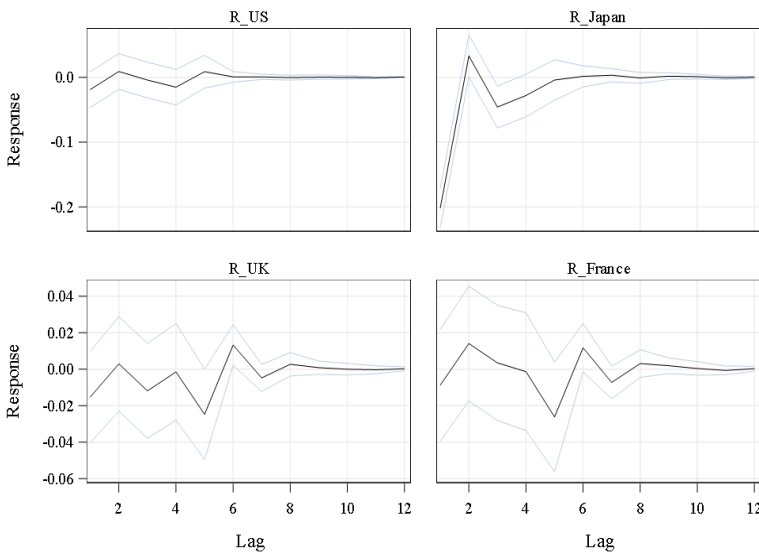 R_US
R_Japan
Response
0.0
-0.1
-0.2
R_UK
R_France
Response
0.04
0.02
0.00
-0.02
-0.04
-0.06
2 4 6 8 10 12 2 4 6 8 10 12
Lag Lag